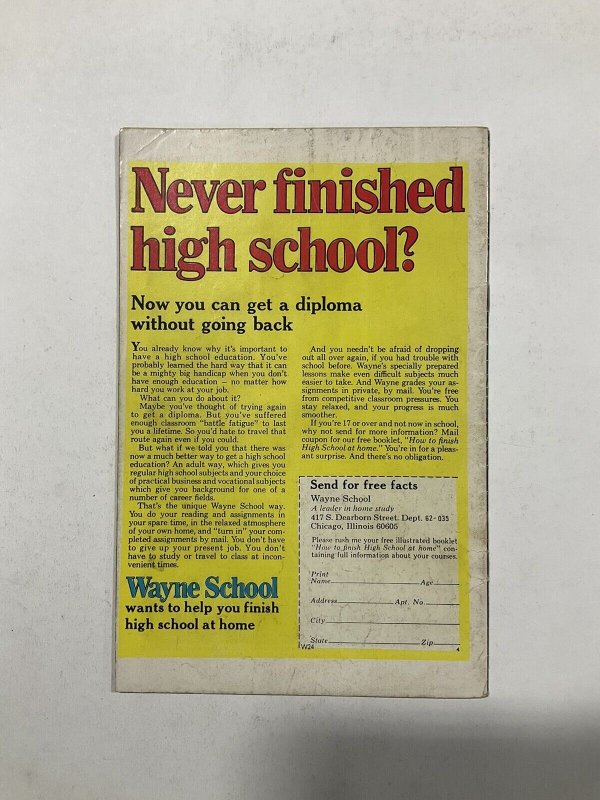 Never finished
high school?
Now you can get a diploma
without going back
You already know why it's important to
have a high school education. You've
probably learned the hard way that it can
be a mighty big handicap when you don't
have enough education – no matter how
hard you work at your job.
What can you do about it?
Maybe you've thought of trying again
to get a diploma. But you've suffered
enough classroom "battle fatigue" to last
you a lifetime. So you'd hate to travel that
route again even if you could.
But what if we told you that there was
now a much better way to get a high school
education? An adult way, which gives you
regular high school subjects and your choice
of practical business and vocational subjects
which give you background for one of a
number of career fields.
That's the unique Wayne School way.
You do your reading and assignments in
your spare time, in the relaxed atmosphere
of your own home, and "turn in" your com-
pleted assignments by mail. You don't have
to give up your present job. You don't
have to study or travel to class at incon-
venient times.
Wayne School
wants to help you finish
high school at home
And you needn't be afraid of dropping
out all over again, if you had trouble with
school before. Wayne's specially prepared
lessons make even difficult subjects much
easier to take. And Wayne grades your as-
signments in private, by mail. You're free
from competitive classroom pressures. You
stay relaxed, and your progress is much
smoother.
If you're 17 or over and not now in school,
why not send for more information? Mail
coupon for our free booklet, "How to finish
High School at home." You're in for a pleas-
ant surprise. And there's no obligation.
Send for free facts
Wayne School
A leader in home study
417 S. Dearborn Street, Dept. 62-035
Chicago, Illinois 60605
Please rush me your free illustrated booklet
"How to finish High School at home" con-
taining full information about your courses.
Print
Name Age
Address Apt. No.
City
State Zip
W24 4